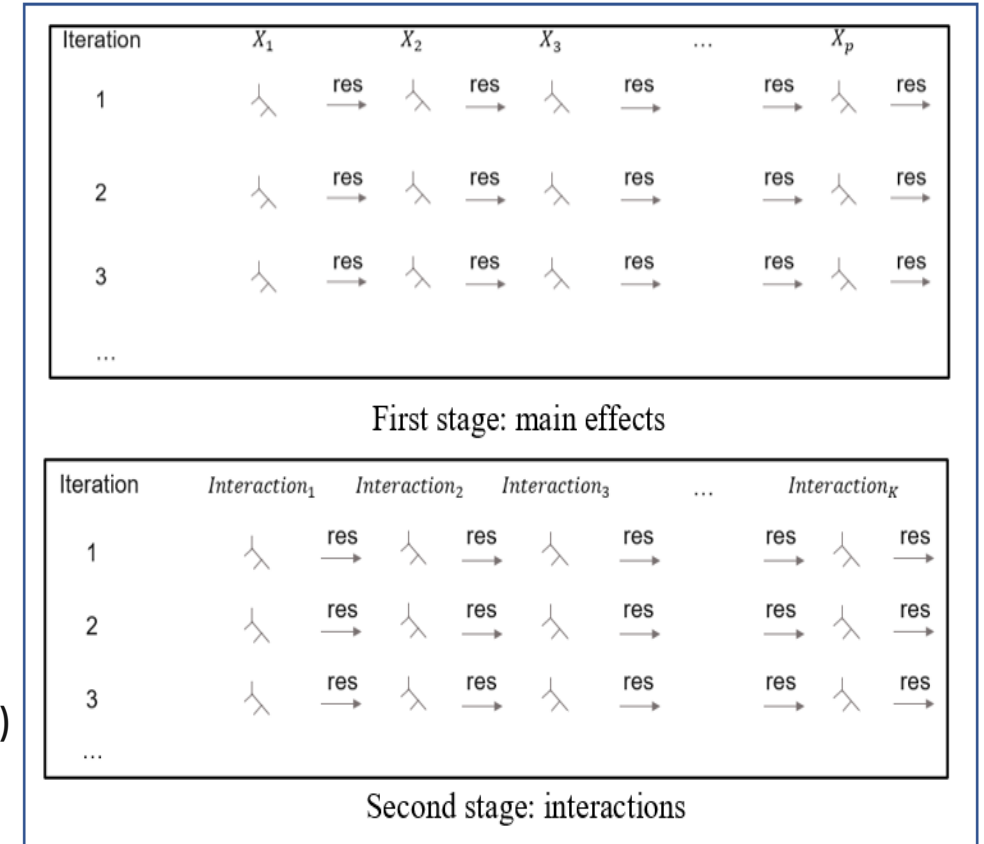 Iteration X₁ X₂ X₃ ... Xₚ
1 res res res res res
2 res res res res res
3 res res res res res
...
First stage: main effects
Iteration Interaction₁ Interaction₂ Interaction₃ ... Interactionₖ
1 res res res res res
2 res res res res res
3 res res res res res
)
...
Second stage: interactions